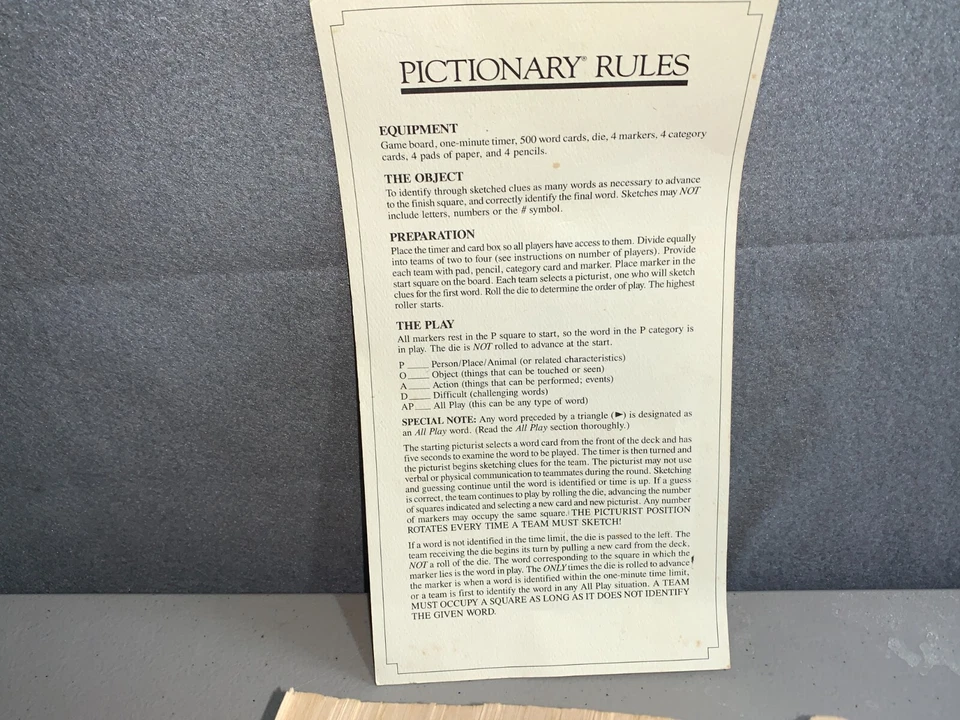 PICTIONARY® RULES
EQUIPMENT
Game board, one-minute timer, 500 word cards, die, 4 markers, 4 category
cards, 4 pads of paper, and 4 pencils.
THE OBJECT
To identify through sketched clues as many words as necessary to advance
to the finish square, and correctly identify the final word. Sketches may NOT
include letters, numbers or the # symbol.
PREPARATION
Place the timer and card box so all players have access to them. Divide equally
into teams of two to four (see instructions on number of players). Provide
each team with pad, pencil, category card and marker. Place marker in the
start square on the board. Each team selects a picturist, one who will sketch
clues for the first word. Roll the die to determine the order of play. The highest
roller starts.
THE PLAY
All markers rest in the P square to start, so the word in the P category is
in play. The die is NOT rolled to advance at the start.
P ____ Person/Place/Animal (or related characteristics)
O ____ Object (things that can be touched or seen)
A ____ Action (things that can be performed; events)
D ____ Difficult (challenging words)
AP ___ All Play (this can be any type of word)
SPECIAL NOTE: Any word preceded by a triangle (►) is designated as
an All Play word. (Read the All Play section thoroughly.)
The starting picturist selects a word card from the front of the deck and has
five seconds to examine the word to be played. The timer is then turned and
the picturist begins sketching clues for the team. The picturist may not use
verbal or physical communication to teammates during the round. Sketching
and guessing continue until the word is identified or time is up. If a guess
is correct, the team continues to play by rolling the die, advancing the number
of squares indicated and selecting a new card and new picturist. Any number
of markers may occupy the same square. THE PICTURIST POSITION
ROTATES EVERY TIME A TEAM MUST SKETCH!
If a word is not identified in the time limit, the die is passed to the left. The
team receiving the die begins its turn by pulling a new card from the deck,
NOT a roll of the die. The word corresponding to the square in which the
marker lies is the word in play. The ONLY times the die is rolled to advance
the marker is when a word is identified within the one-minute time limit,
or a team is first to identify the word in any All Play situation. A TEAM
MUST OCCUPY A SQUARE AS LONG AS IT DOES NOT IDENTIFY
THE GIVEN WORD.